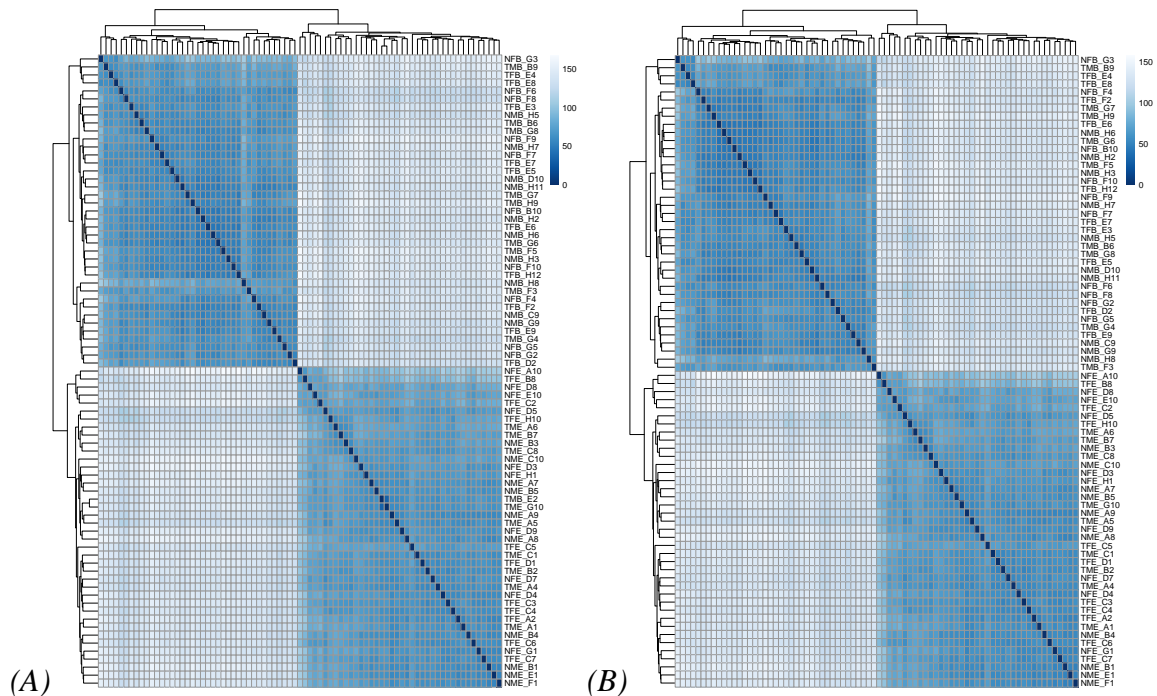 NFB_G3
TMB_B9
TFB_E4
TFB_E8
NFB_F6
NFB_F8
TFB_E3
NMB_H5
TMB_B6
TMB_G8
NFB_F9
NMB_H7
NFB_F7
TFB_E7
TFB_E5
NMB_D10
NMB_H11
TMB_G7
TMB_H9
NFB_B10
NMB_H2
TFB_E6
NMB_H6
TMB_G6
TMB_F5
NMB_H3
NFB_F10
TFB_H12
NMB_H8
TMB_F3
NFB_F4
TFB_F2
NMB_C9
NMB_G9
TFB_E9
TMB_G4
NFB_G5
NFB_G2
TFB_D2
NFE_A10
TFE_B8
NFE_D8
NFE_E10
TFE_C2
NFE_D5
TFE_H10
TME_A6
TME_B7
NME_B3
TME_C8
NME_C10
NFE_D3
NFE_H1
NME_A7
NME_B5
TMB_E2
TME_G10
NME_A9
TME_A5
NFE_D9
NME_A8
TFE_C5
TME_C1
TFE_D1
TME_B2
NFE_D7
TME_A4
NFE_D4
TFE_C3
TFE_C4
TFE_A2
TME_A1
NME_B4
TFE_C6
NFE_G1
TFE_C7
NME_B1
NME_E1
NME_F1
150
100
50
0
(A)
NFB_G3
TMB_B9
TFB_E4
TFB_E8
NFB_F4
TFB_F2
TMB_G7
TMB_H9
TFB_E6
NMB_H6
TMB_G6
NFB_B10
NMB_H2
TMB_F5
NMB_H3
NFB_F10
TFB_H12
NFB_F9
NMB_H7
NFB_F7
TFB_E7
TFB_E3
NMB_H5
TMB_B6
TMB_G8
TFB_E5
NMB_D10
NMB_H11
NFB_F6
NFB_F8
NFB_G2
TFB_D2
NFB_G5
TMB_G4
TFB_E9
NMB_C9
NMB_G9
NMB_H8
TMB_F3
NFE_A10
TFE_B8
NFE_D8
NFE_E10
TFE_C2
NFE_D5
TFE_H10
TME_A6
TME_B7
NME_B3
TME_C8
NME_C10
NFE_D3
NFE_H1
NME_A7
NME_B5
TME_G10
NME_A9
TME_A5
NFE_D9
NME_A8
TFE_C5
TME_C1
TFE_D1
TME_B2
NFE_D7
TME_A4
NFE_D4
TFE_C3
TFE_C4
TFE_A2
TME_A1
NME_B4
TFE_C6
NFE_G1
TFE_C7
NME_B1
NME_E1
NME_F1
150
100
50
0
(B)